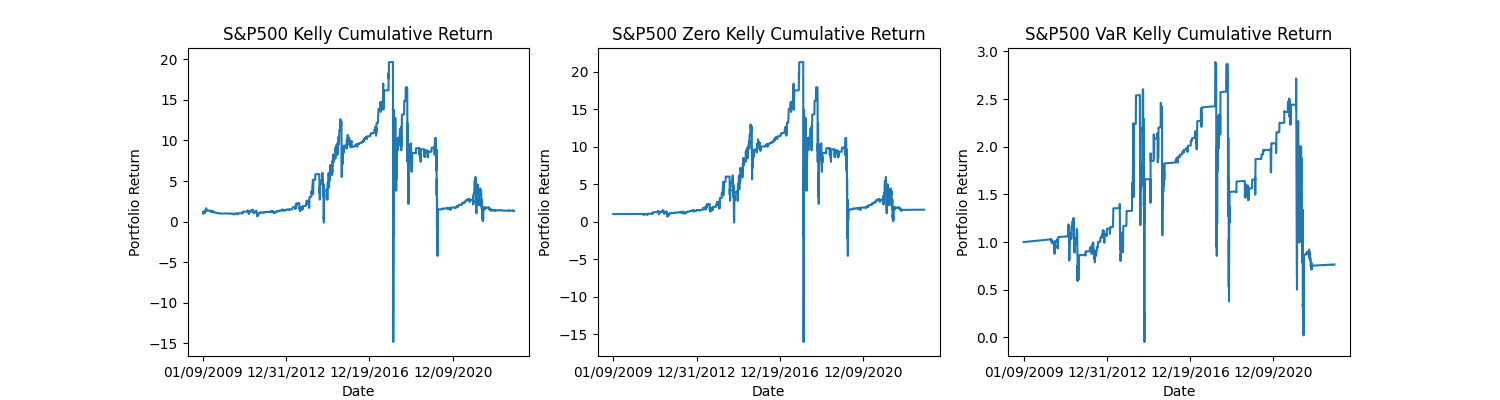 S&P500 Kelly Cumulative Return
Portfolio Return
20
15
10
5
0
−5
−10
−15
01/09/2009 12/31/2012 12/19/2016 12/09/2020
Date
S&P500 Zero Kelly Cumulative Return
Portfolio Return
20
15
10
5
0
−5
−10
−15
01/09/2009 12/31/2012 12/19/2016 12/09/2020
Date
S&P500 VaR Kelly Cumulative Return
Portfolio Return
3.0
2.5
2.0
1.5
1.0
0.5
0.0
01/09/2009 12/31/2012 12/19/2016 12/09/2020
Date